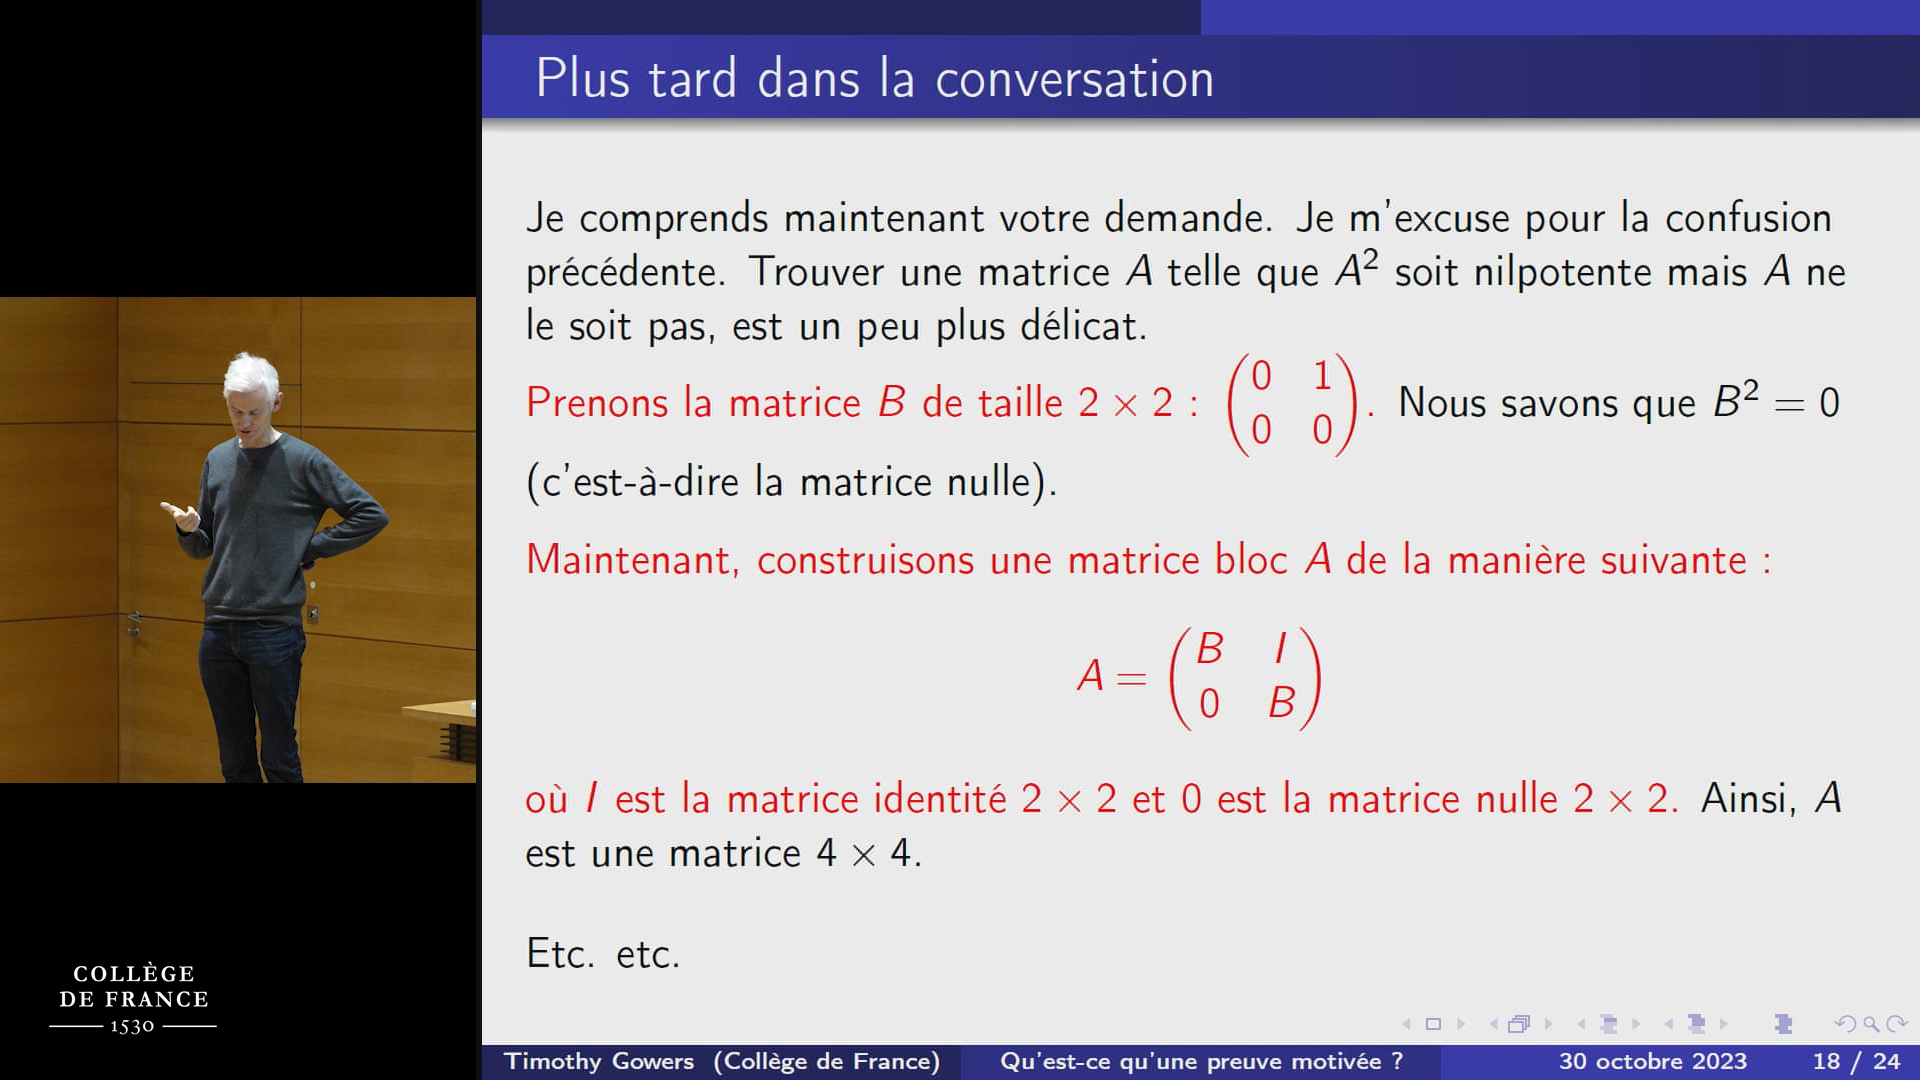 Plus tard dans la conversation
Je comprends maintenant votre demande. Je m'excuse pour la confusion
précédente. Trouver une matrice A telle que A² soit nilpotente mais A ne
le soit pas, est un peu plus délicat.
Prenons la matrice B de taille 2 × 2 : (0 1
0 0). Nous savons que B² = 0
(c'est-à-dire la matrice nulle).
Maintenant, construisons une matrice bloc A de la manière suivante :
A = (B I
0 B)
où I est la matrice identité 2 × 2 et 0 est la matrice nulle 2 × 2. Ainsi, A
est une matrice 4 × 4.
Etc. etc.
COLLÈGE
DE FRANCE
1530
Timothy Gowers (Collège de France) Qu'est-ce qu'une preuve motivée ? 30 octobre 2023 18 / 24